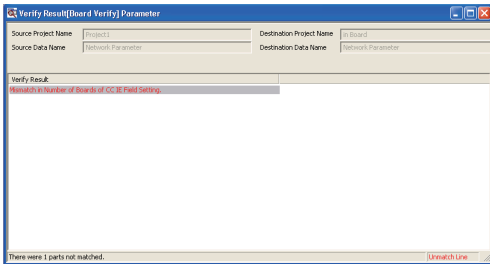 Verify Result[Board Verify] Parameter
Source Project Name Project1 Destination Project Name in Board
Source Data Name Network Parameter Destination Data Name Network Parameter
Verify Result
Mismatch in Number of Boards of CC IE Field Setting.
There were 1 parts not matched. Unmatch Line